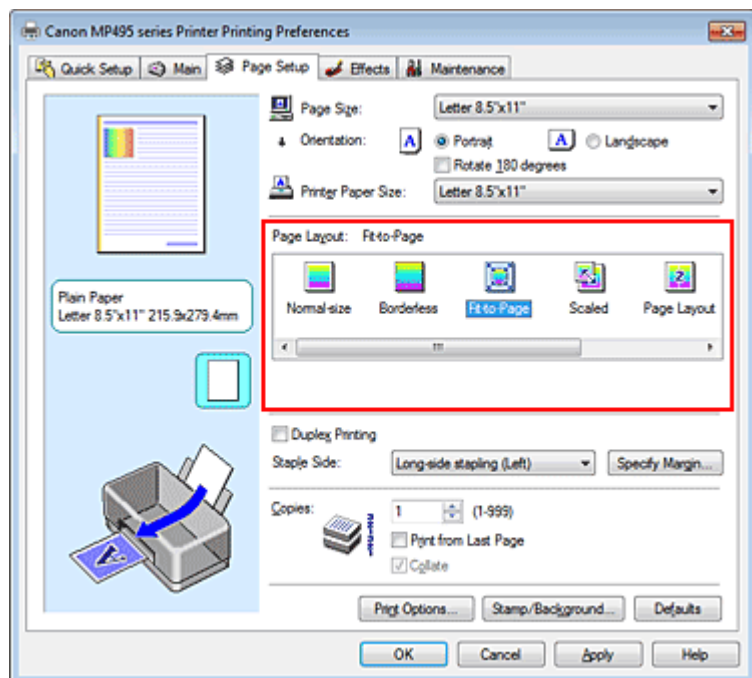 Canon MP495 series Printer Printing Preferences
Quick Setup Main Page Setup Effects Maintenance
Page Size: Letter 8.5"x11"
Orientation: A Portrait A Landscape
Rotate 180 degrees
Printer Paper Size: Letter 8.5"x11"
Page Layout: Fit-to-Page
Normal-size Borderless Fit-to-Page Scaled Page Layout
Plain Paper
Letter 8.5"x11" 215.9x279.4mm
Duplex Printing
Staple Side: Long-side stapling (Left) Specify Margin...
Copies: 1 (1-999)
Print from Last Page
Collate
Print Options... Stamp/Background... Defaults
OK Cancel Apply Help